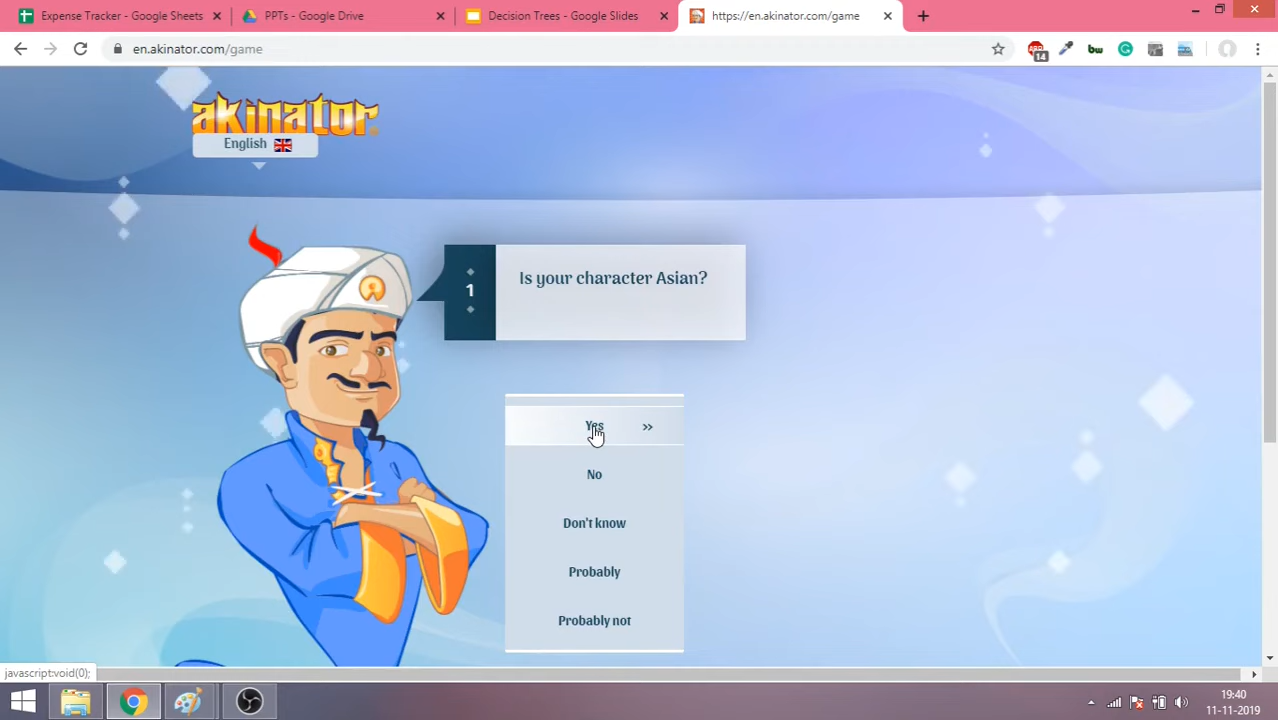 Expense Tracker - Google Sheets
PPTs - Google Drive
Decision Trees - Google Slides
https://en.akinator.com/game
en.akinator.com/game
14
bw
akinator
English
1
Is your character Asian?
Yes
No
Don't know
Probably
Probably not
javascript:void(0);
19:40
11-11-2019